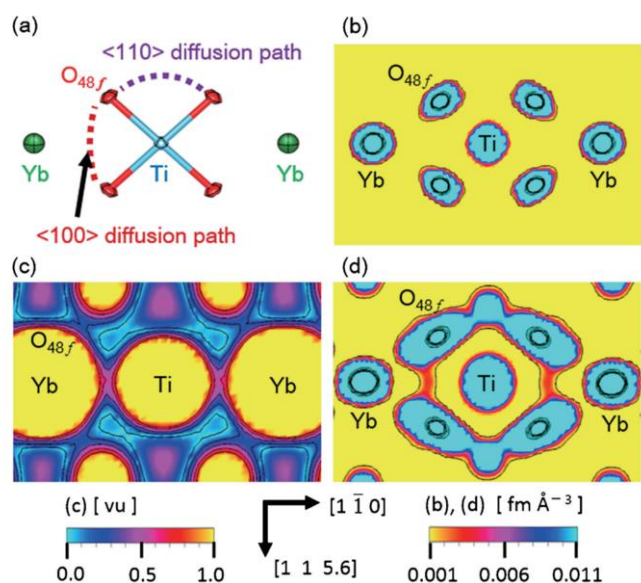 (a)
<110> diffusion path
O48f
Yb
Ti
Yb
<100> diffusion path
(b)
O48f
Ti
Yb
Yb
(c)
O48f
Yb
Ti
Yb
(d)
O48f
Ti
Yb
Yb
(c) [ vu ]
0.0 0.5 1.0
[1 1̅ 0]
[1 1 5.6]
(b), (d) [ fm Å⁻³ ]
0.001 0.006 0.011